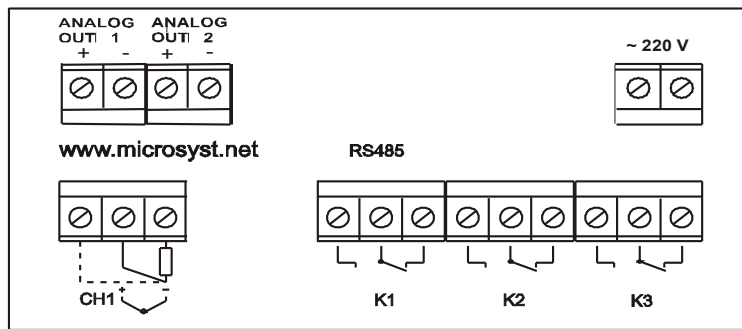 ANALOG ANALOG
OUT 1 OUT 2
+ - + -
~ 220 V
www.microsyst.net RS485
CH1 + - K1 K2 K3